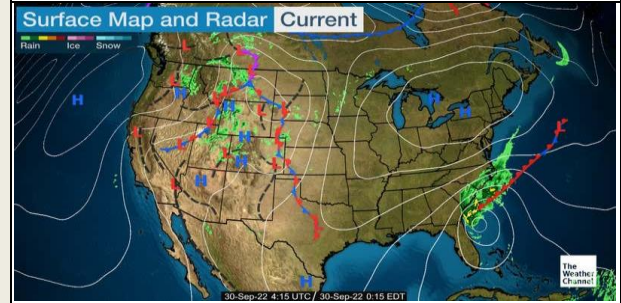 Surface Map and Radar Current
Rain Ice Snow
L
L
H
H
L
H
H
L
L
L
H
L
L
H
L
H
L
H
L
H
The
Weather
Channel
30-Sep-22 4:15 UTC / 30-Sep-22 0:15 EDT